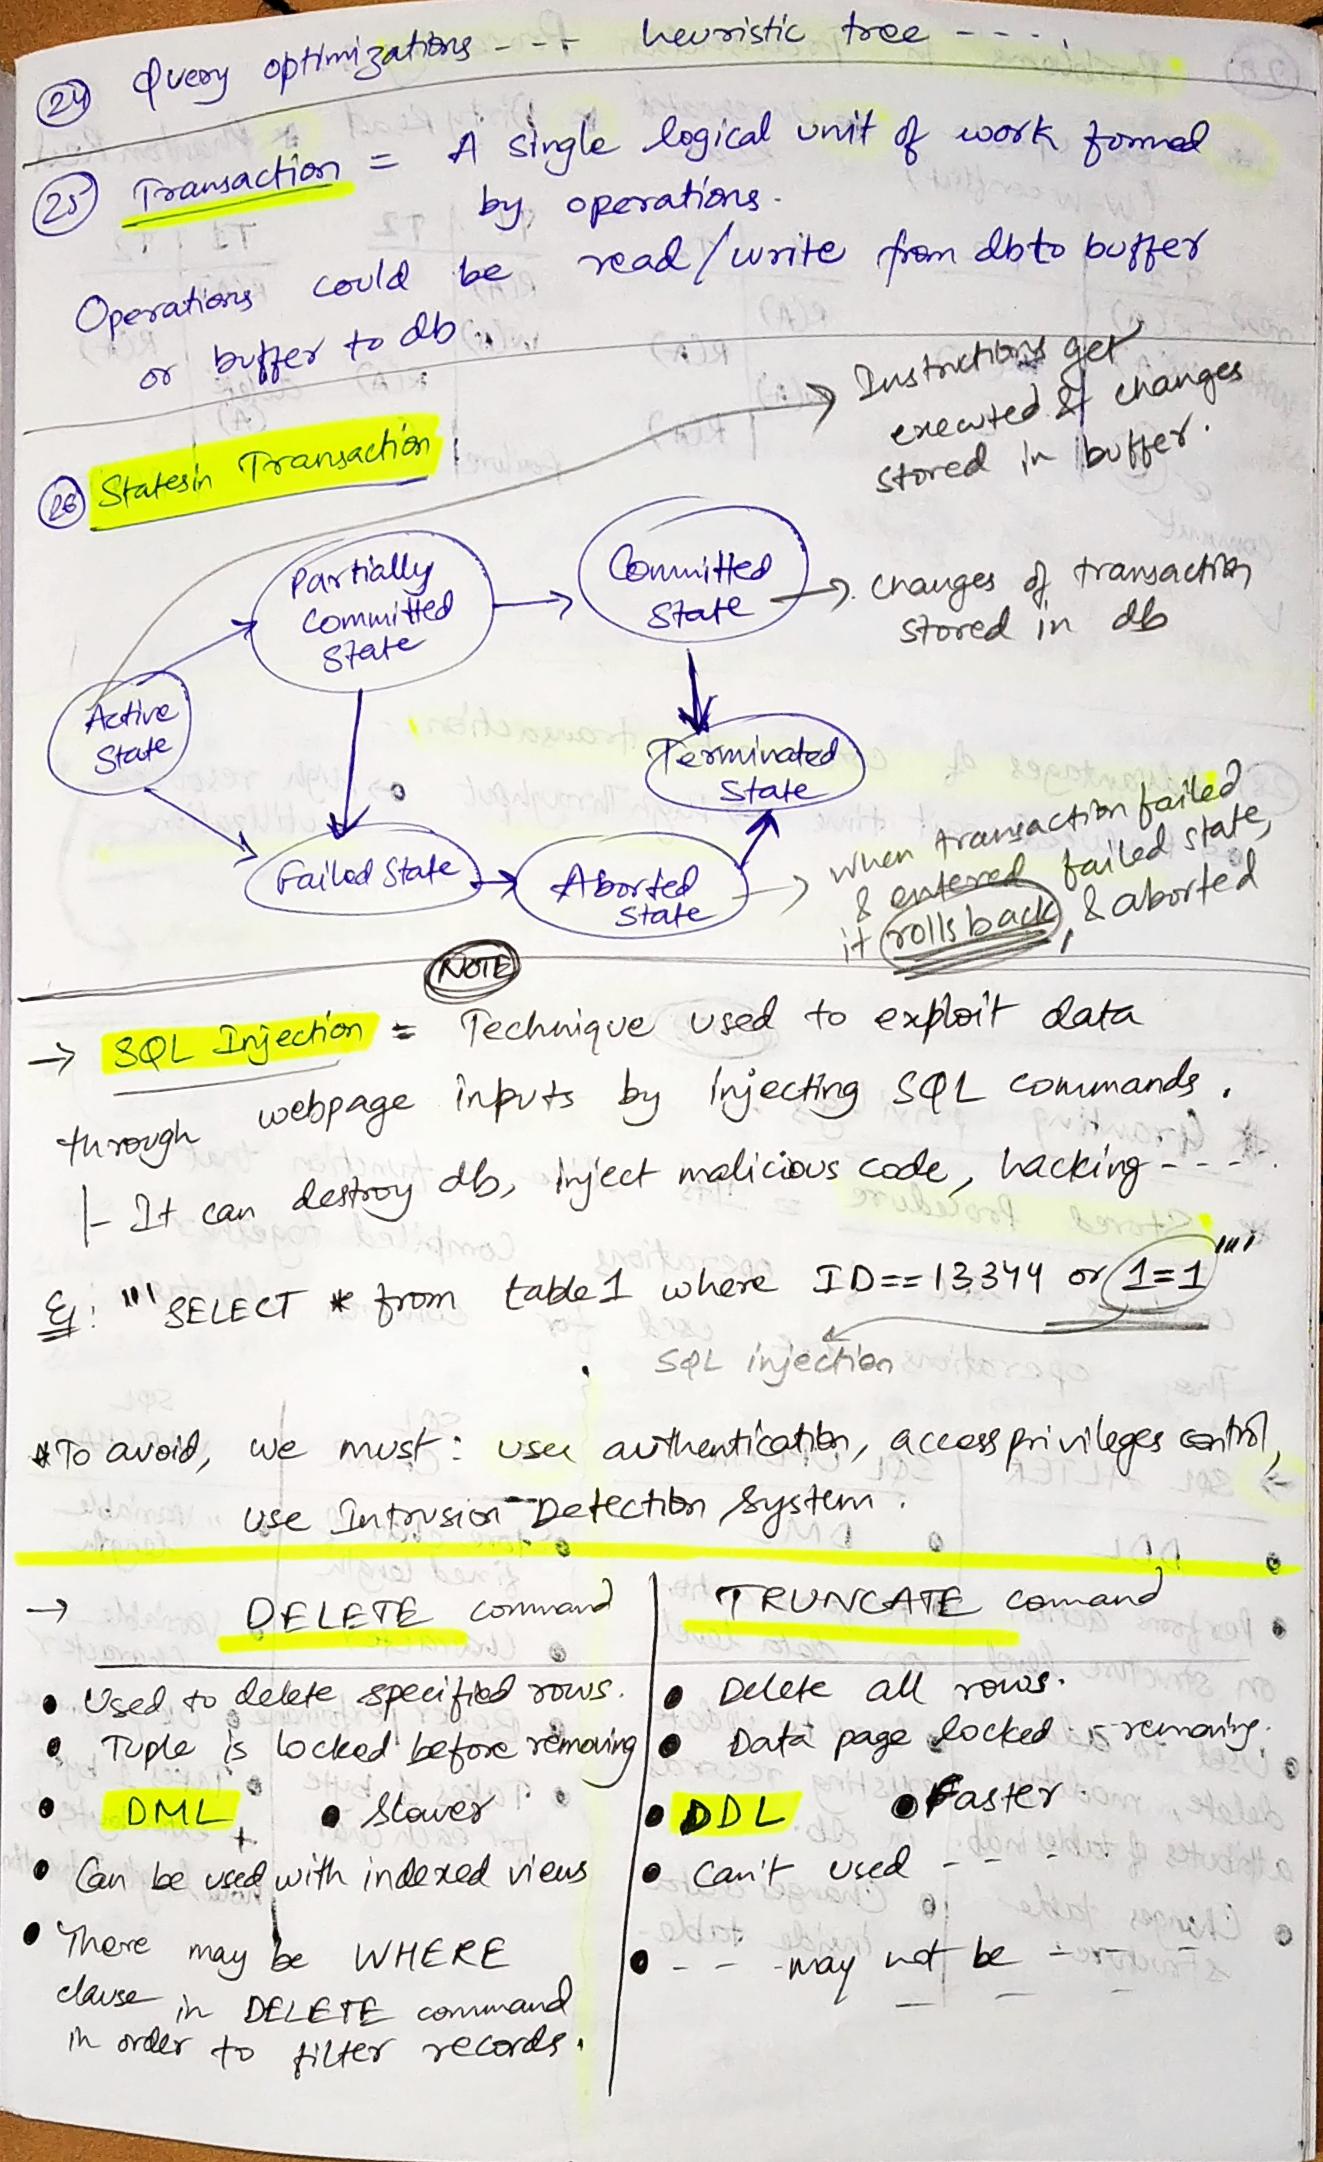 24 Query optimizations - - - heuristic tree - - - .
25 Transaction = A single logical unit of work formed
by operations.
Operations could be read/write from db to buffer
or buffer to db.
26 States in Transaction
Instructions get
executed & changes
stored in buffer.
Partially
Committed
State
Committed
State
changes of transaction
stored in db
Active
State
Terminated
State
Failed State
Aborted
State
when transaction failed
& entered failed state,
it rolls back, & aborted
NOTE
→ SQL Injection = Technique used to exploit data
through webpage inputs by injecting SQL commands.
|- It can destroy db, inject malicious code, hacking - - - .
Eg: "'SELECT * from table1 where ID==13344 or 1=1"'
SQL injection
*To avoid, we must: user authentication, access privileges control,
use Intrusion-Detection System.
→ DELETE command | TRUNCATE comand
• Used to delete specified rows. | • Delete all rows.
• Tuple is locked before removing | • Data page locked - removing.
• DML • Slower | • DDL • Faster
• Can be used with indexed views | • Can't used - - - -
• There may be WHERE | • - - - may not be - - -
clause in DELETE command
in order to filter records.